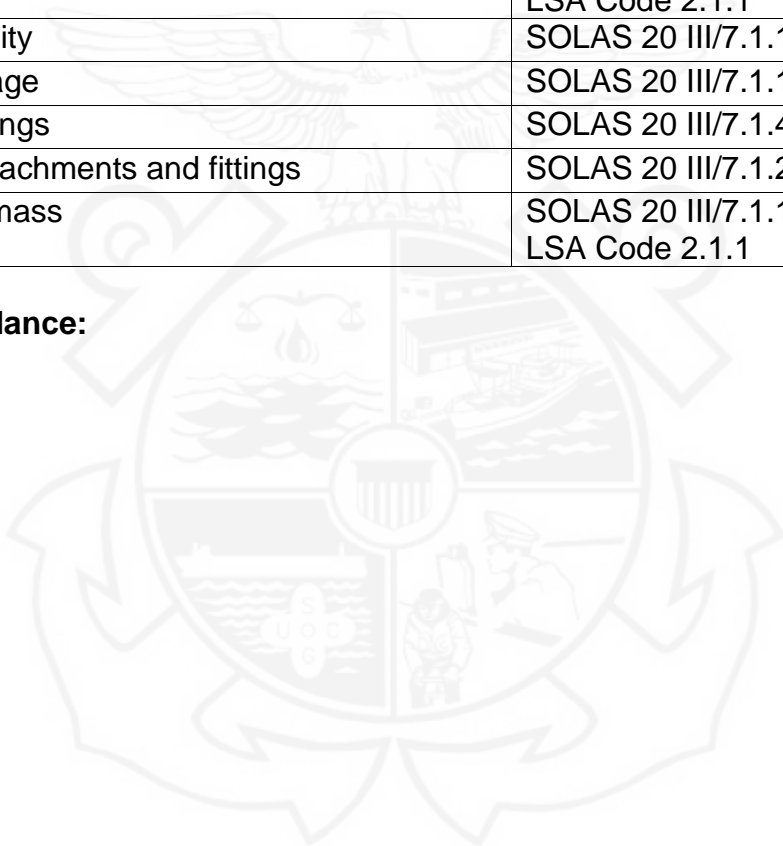 LSA Code 2.1.1
ity SOLAS 20 III/7.1.1
age SOLAS 20 III/7.1.1
ngs SOLAS 20 III/7.1.4
achments and fittings SOLAS 20 III/7.1.2
mass SOLAS 20 III/7.1.1
LSA Code 2.1.1
lance:
S
U O C
G